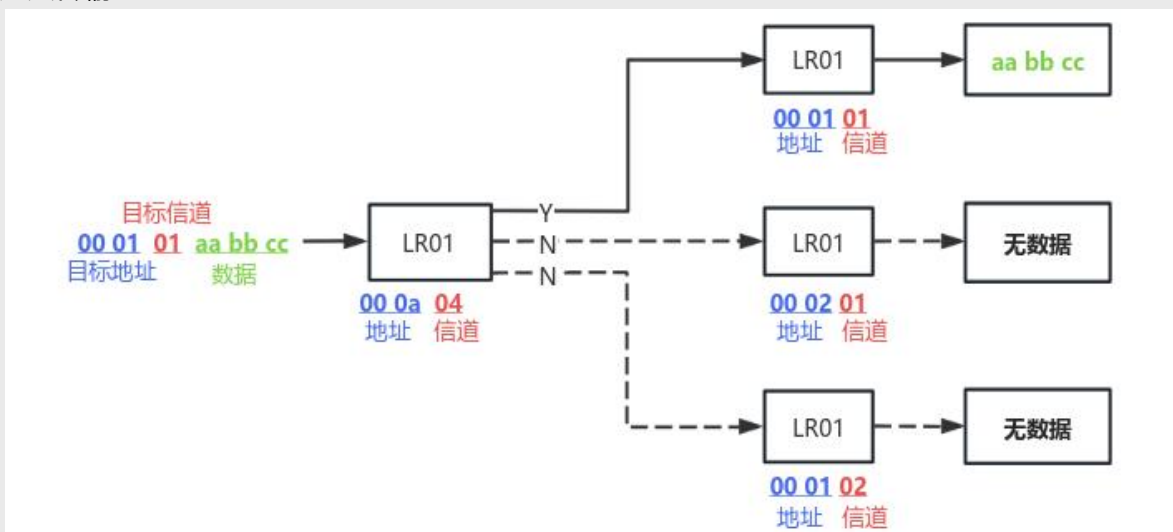 LR01
aa bb cc
00 01 01
地址 信道
目标信道
00 01 01 aa bb cc
目标地址 数据
LR01
00 0a 04
地址 信道
Y
N
N
LR01
无数据
00 02 01
地址 信道
LR01
无数据
00 01 02
地址 信道